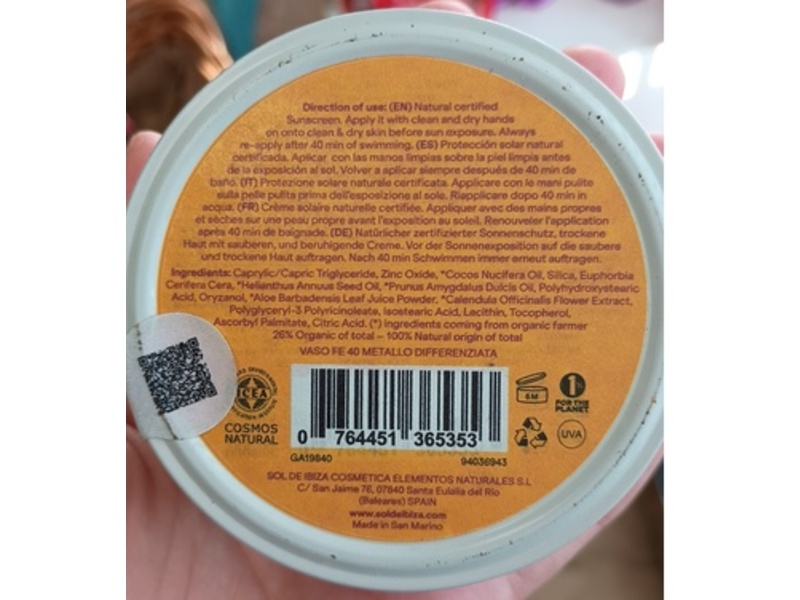 Direction of use: (EN) Natural certified
Sunscreen. Apply it with clean and dry hands
on onto clean & dry skin before sun exposure. Always
re-apply after 40 min of swimming. (ES) Protección solar natural
certificada. Aplicar con las manos limpias sobre la piel limpia antes
de la exposición al sol. Volver a aplicar siempre después de 40 min de
baño. (IT) Protezione solare naturale certificata. Applicare con le mani pulite
sulla pelle pulita prima dell'esposizione al sole. Riapplicare dopo 40 min in
acqua. (FR) Crème solaire naturelle certifiée. Appliquer avec des mains propres
et sèches sur une peau propre avant l'exposition au soleil. Renouveler l'application
après 40 min de baignade. (DE) Natürlicher zertifizierter Sonnenschutz, trockene
Haut mit sauberen, und beruhigende Creme. Vor der Sonnenexposition auf die saubere
und trockene Haut auftragen. Nach 40 min Schwimmen immer erneut auftragen.
Ingredients: Caprylic/Capric Triglyceride, Zinc Oxide, *Cocos Nucifera Oil, Silica, Euphorbia
Cerifera Cera, *Helianthus Annuus Seed Oil, *Prunus Amygdalus Dulcis Oil, Polyhydroxystearic
Acid, Oryzanol, *Aloe Barbadensis Leaf Juice Powder, *Calendula Officinalis Flower Extract,
Polyglyceryl-3 Polyricinoleate, Isostearic Acid, Lecithin, Tocopherol,
Ascorbyl Palmitate, Citric Acid. (*) ingredients coming from organic farmer
26% Organic of total – 100% Natural origin of total
VASO FE 40 METALLO DIFFERENZIATA
ICEA
COSMOS
NATURAL
0 764451 365353
6M
1%
FOR THE
PLANET
UVA
GA19840 94036943
SOL DE IBIZA COSMETICA ELEMENTOS NATURALES S.L
C/ San Jaime 76, 07840 Santa Eulalia del Río
(Baleares) SPAIN
www.soldeibiza.com
Made in San Marino